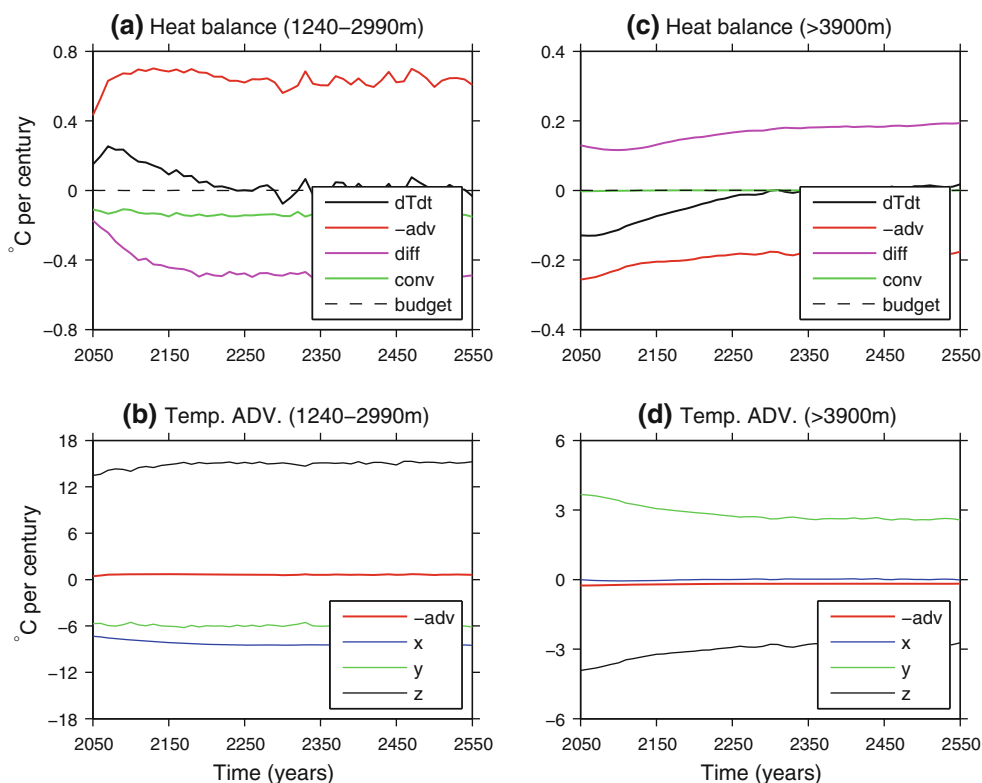 (a) Heat balance (1240–2990m)
°C per century
0.8
0.4
0
−0.4
−0.8
2050 2150 2250 2350 2450 2550
dTdt
−adv
diff
conv
budget
(c) Heat balance (>3900m)
0.4
0.2
0
−0.2
−0.4
2050 2150 2250 2350 2450 2550
dTdt
−adv
diff
conv
budget
(b) Temp. ADV. (1240–2990m)
°C per century
18
12
6
0
−6
−12
−18
2050 2150 2250 2350 2450 2550
Time (years)
−adv
x
y
z
(d) Temp. ADV. (>3900m)
6
3
0
−3
−6
2050 2150 2250 2350 2450 2550
Time (years)
−adv
x
y
z